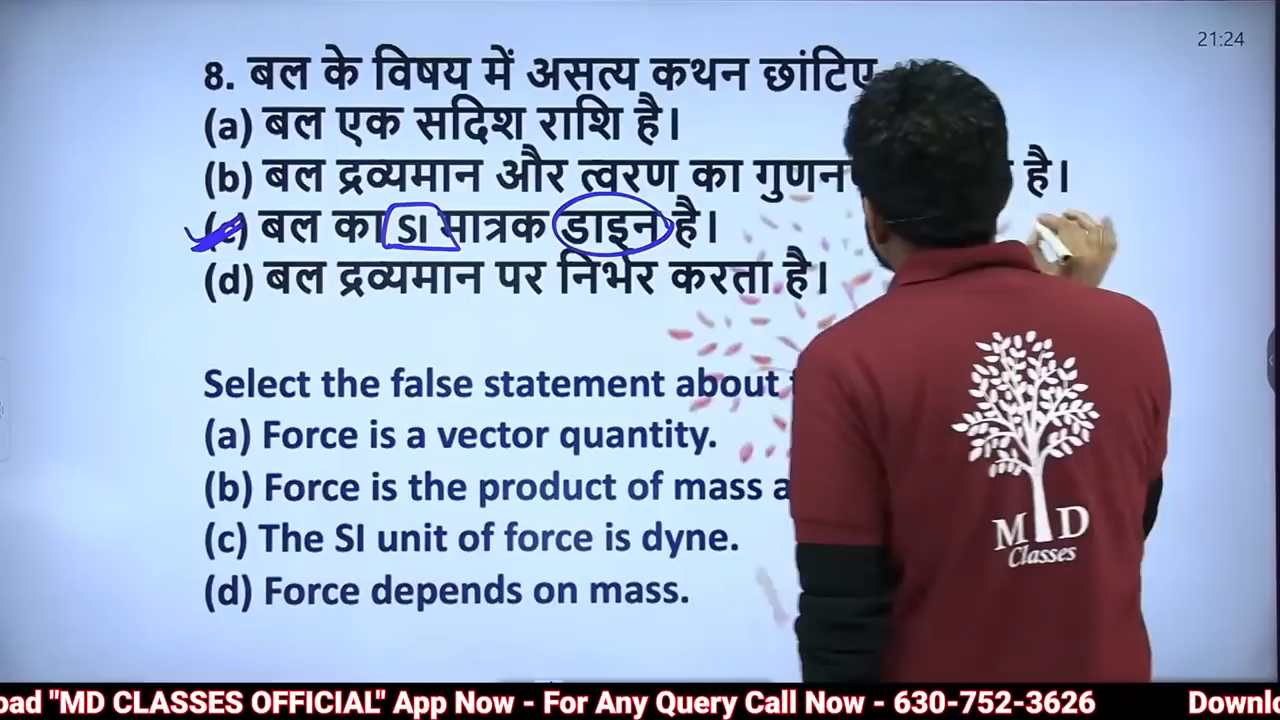 21:24
8. बल के विषय में असत्य कथन छांटिए
(a) बल एक सदिश राशि है।
(b) बल द्रव्यमान और त्वरण का है।
(c) बल का SI मात्रक डाइन है।
(d) बल द्रव्यमान पर निर्भर करता है।
Select the false statement about
(a) Force is a vector quantity.
(b) Force is the product of mass
(c) The SI unit of force is dyne.
(d) Force depends on mass.
MD
Classes
"MD CLASSES OFFICIAL" App Now - For Any Query Call Now - 630-752-3626